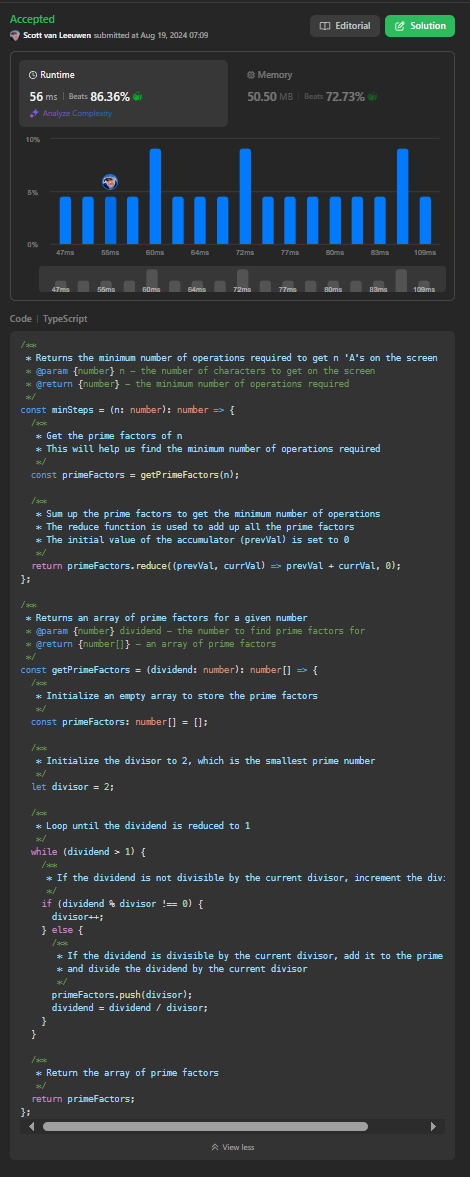 Accepted
Scott van Leeuwen submitted at Aug 19, 2024 07:09
Editorial
Solution
Runtime
56 ms | Beats 86.36%
Analyze Complexity
Memory
50.50 MB | Beats 72.73%
10%
5%
0%
47ms 55ms 60ms 64ms 72ms 77ms 80ms 83ms 109ms
47ms 55ms 60ms 64ms 72ms 77ms 80ms 83ms 109ms
Code | TypeScript
/**
 * Returns the minimum number of operations required to get n 'A's on the screen
 * @param {number} n – the number of characters to get on the screen
 * @return {number} – the minimum number of operations required
 */
const minSteps = (n: number): number => {
  /**
   * Get the prime factors of n
   * This will help us find the minimum number of operations required
   */
  const primeFactors = getPrimeFactors(n);

  /**
   * Sum up the prime factors to get the minimum number of operations
   * The reduce function is used to add up all the prime factors
   * The initial value of the accumulator (prevVal) is set to 0
   */
  return primeFactors.reduce((prevVal, currVal) => prevVal + currVal, 0);
};

/**
 * Returns an array of prime factors for a given number
 * @param {number} dividend – the number to find prime factors for
 * @return {number[]} – an array of prime factors
 */
const getPrimeFactors = (dividend: number): number[] => {
  /**
   * Initialize an empty array to store the prime factors
   */
  const primeFactors: number[] = [];

  /**
   * Initialize the divisor to 2, which is the smallest prime number
   */
  let divisor = 2;

  /**
   * Loop until the dividend is reduced to 1
   */
  while (dividend > 1) {
    /**
     * If the dividend is not divisible by the current divisor, increment the divi
     */
    if (dividend % divisor !== 0) {
      divisor++;
    } else {
      /**
       * If the dividend is divisible by the current divisor, add it to the prime
       * and divide the dividend by the current divisor
       */
      primeFactors.push(divisor);
      dividend = dividend / divisor;
    }
  }

  /**
   * Return the array of prime factors
   */
  return primeFactors;
};
View less